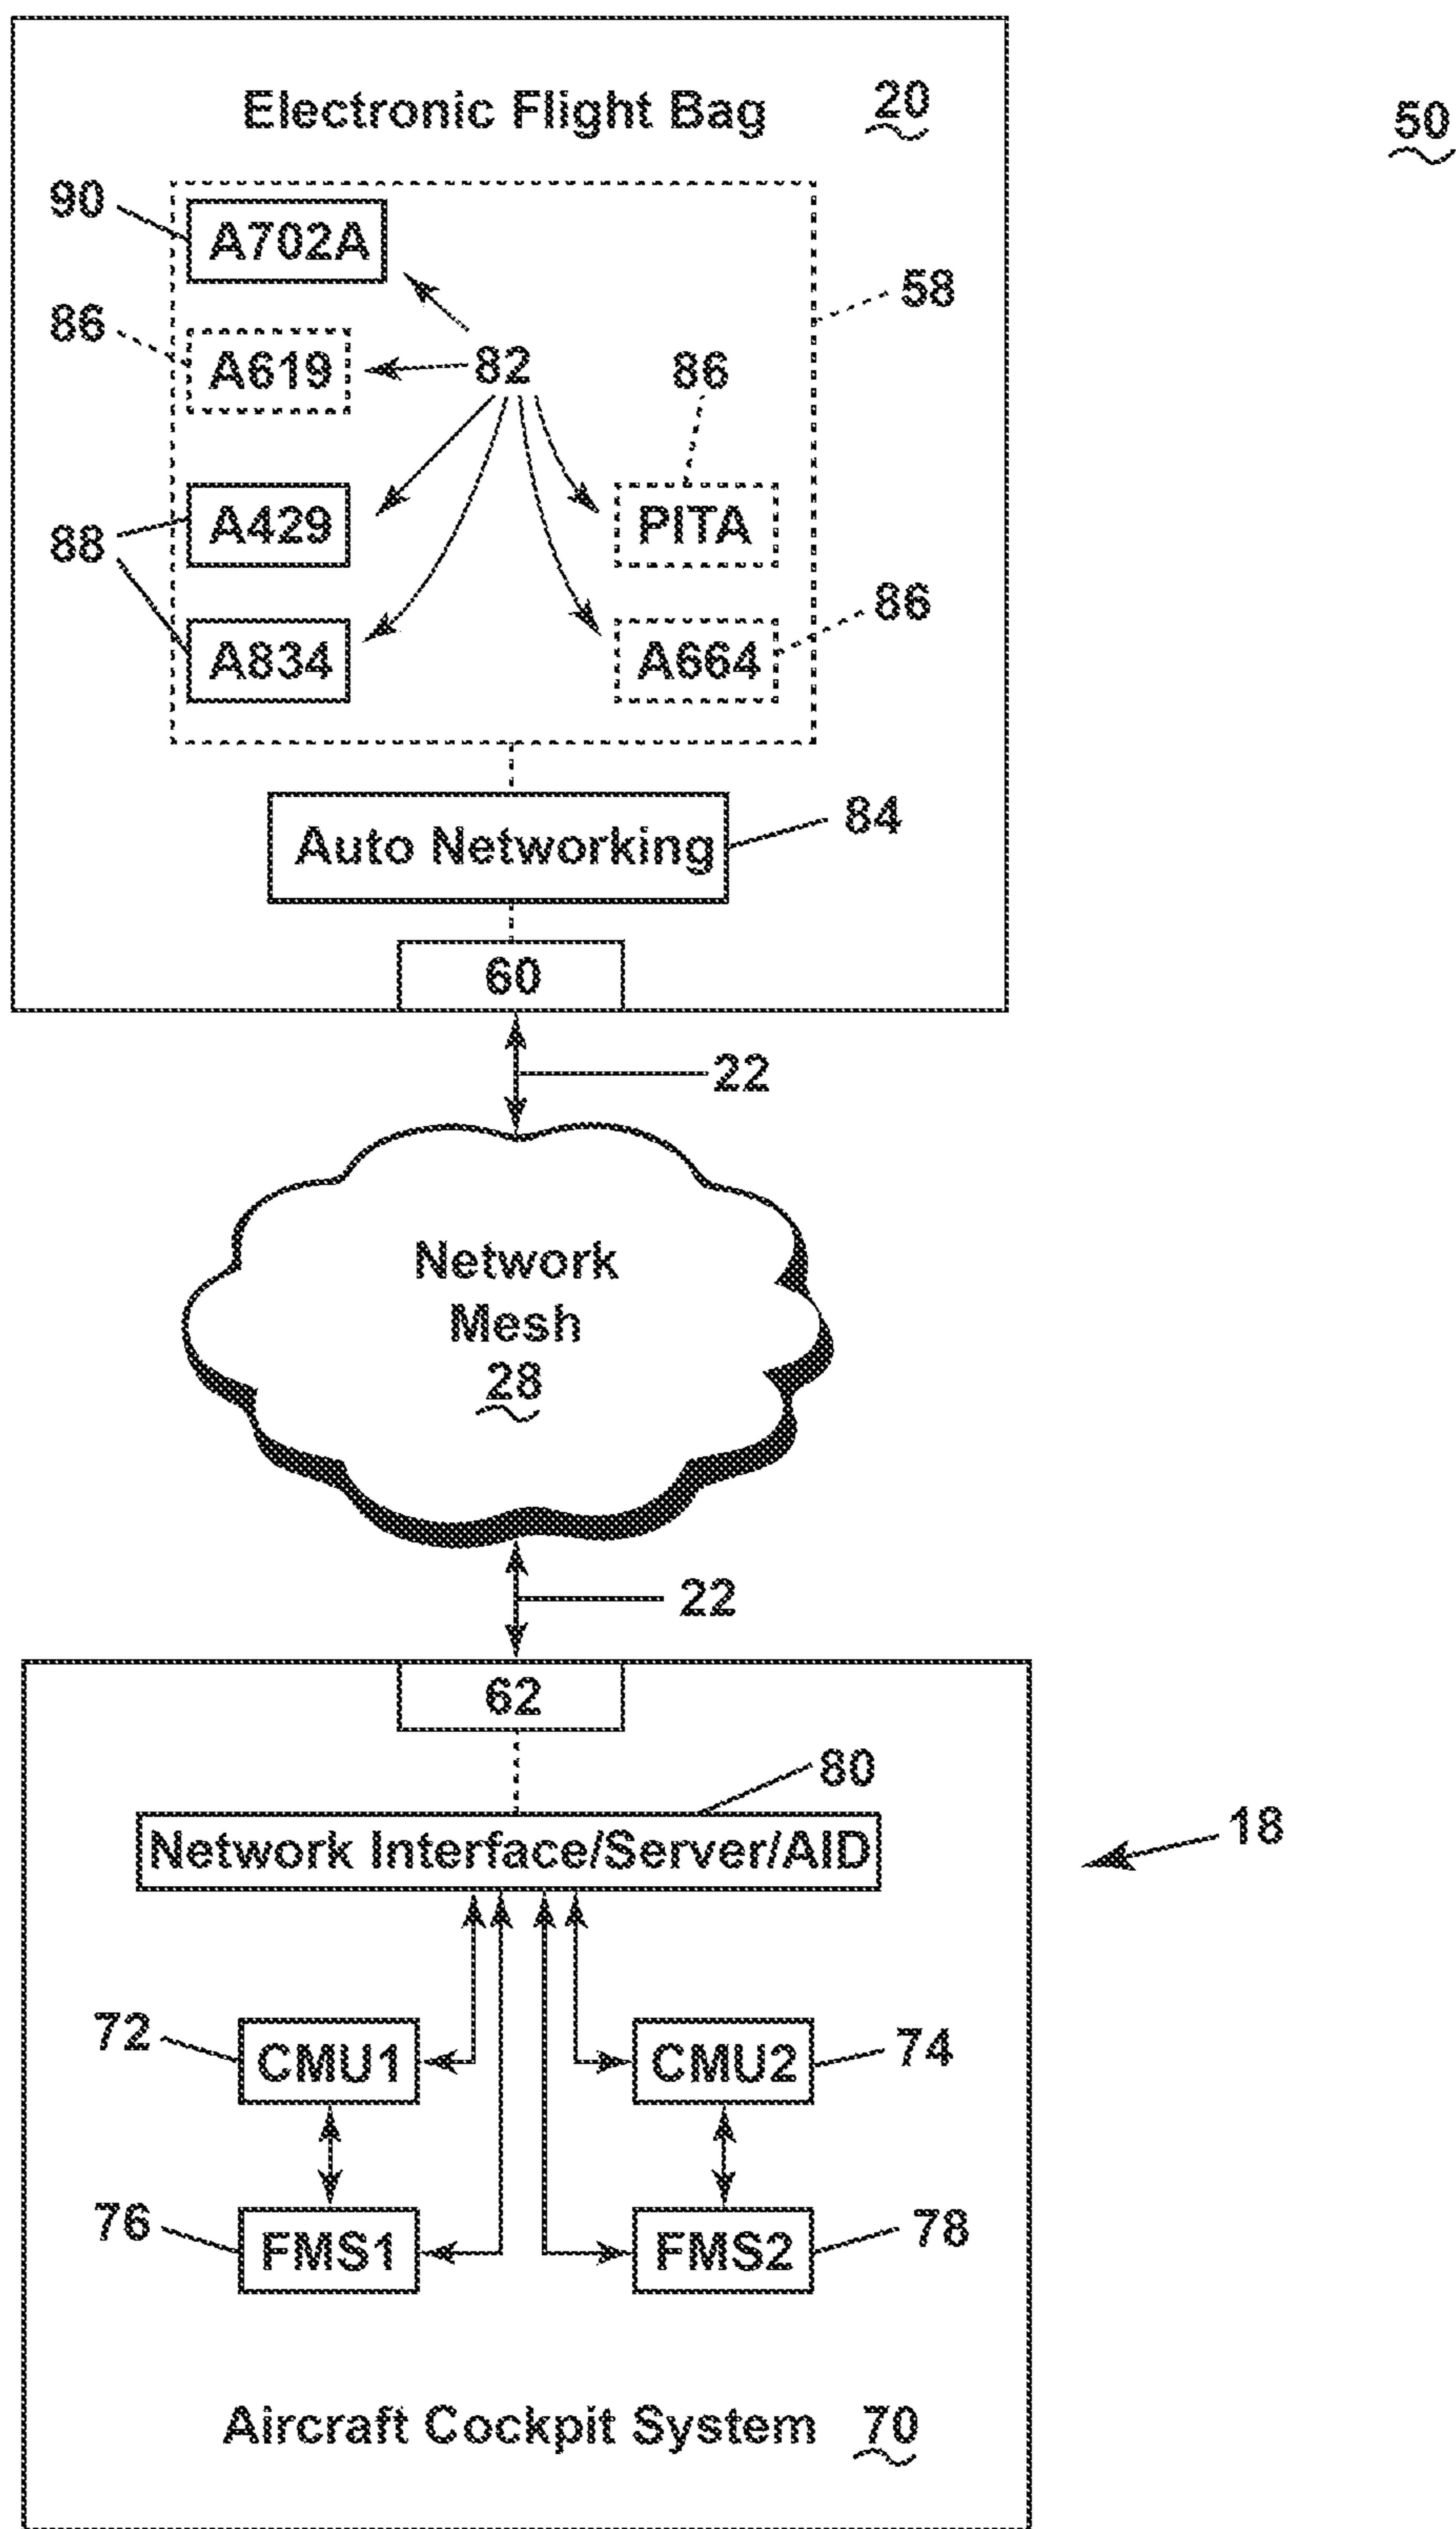 Electronic Flight Bag 20
50
90
A702A
58
86
A619
82
86
88
A429
PITA
86
A834
A664
Auto Networking
84
60
22
Network
Mesh
28
22
62
80
Network Interface/Server/AID
18
72
CMU1
CMU2
74
76
FMS1
FMS2
78
Aircraft Cockpit System 70